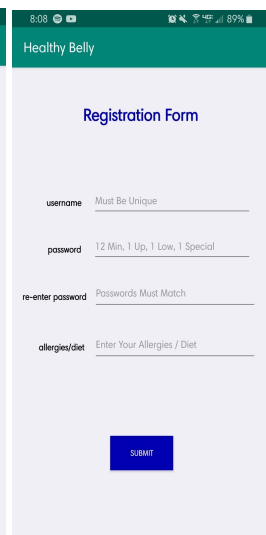 8:08 4G 89%
Healthy Belly
Registration Form
username Must Be Unique
password 12 Min, 1 Up, 1 Low, 1 Special
re-enter password Passwords Must Match
allergies/diet Enter Your Allergies / Diet
SUBMIT